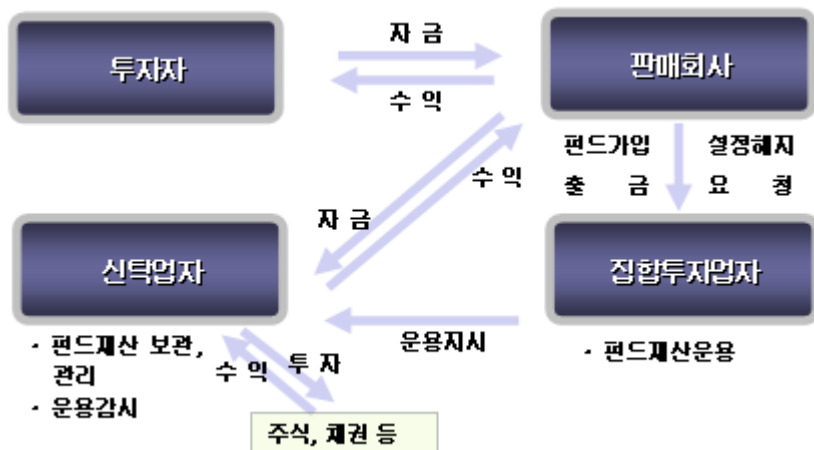 자 금
투자자
판매회사
수 익
펀드가입 설정해지
출 금 요 청
수 익
자 금
신탁업자
집합투자업자
운용지시
· 펀드재산 보관,
관리
· 운용감시
수 익
투 자
· 펀드재산운용
주식, 채권 등